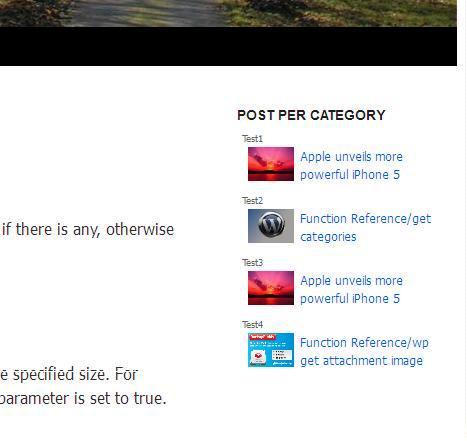 POST PER CATEGORY
Test1
Apple unveils more
powerful iPhone 5
Test2
if there is any, otherwise
Function Reference/get
categories
Test3
Apple unveils more
powerful iPhone 5
Test4
Function Reference/wp
get attachment image
e specified size. For
parameter is set to true.